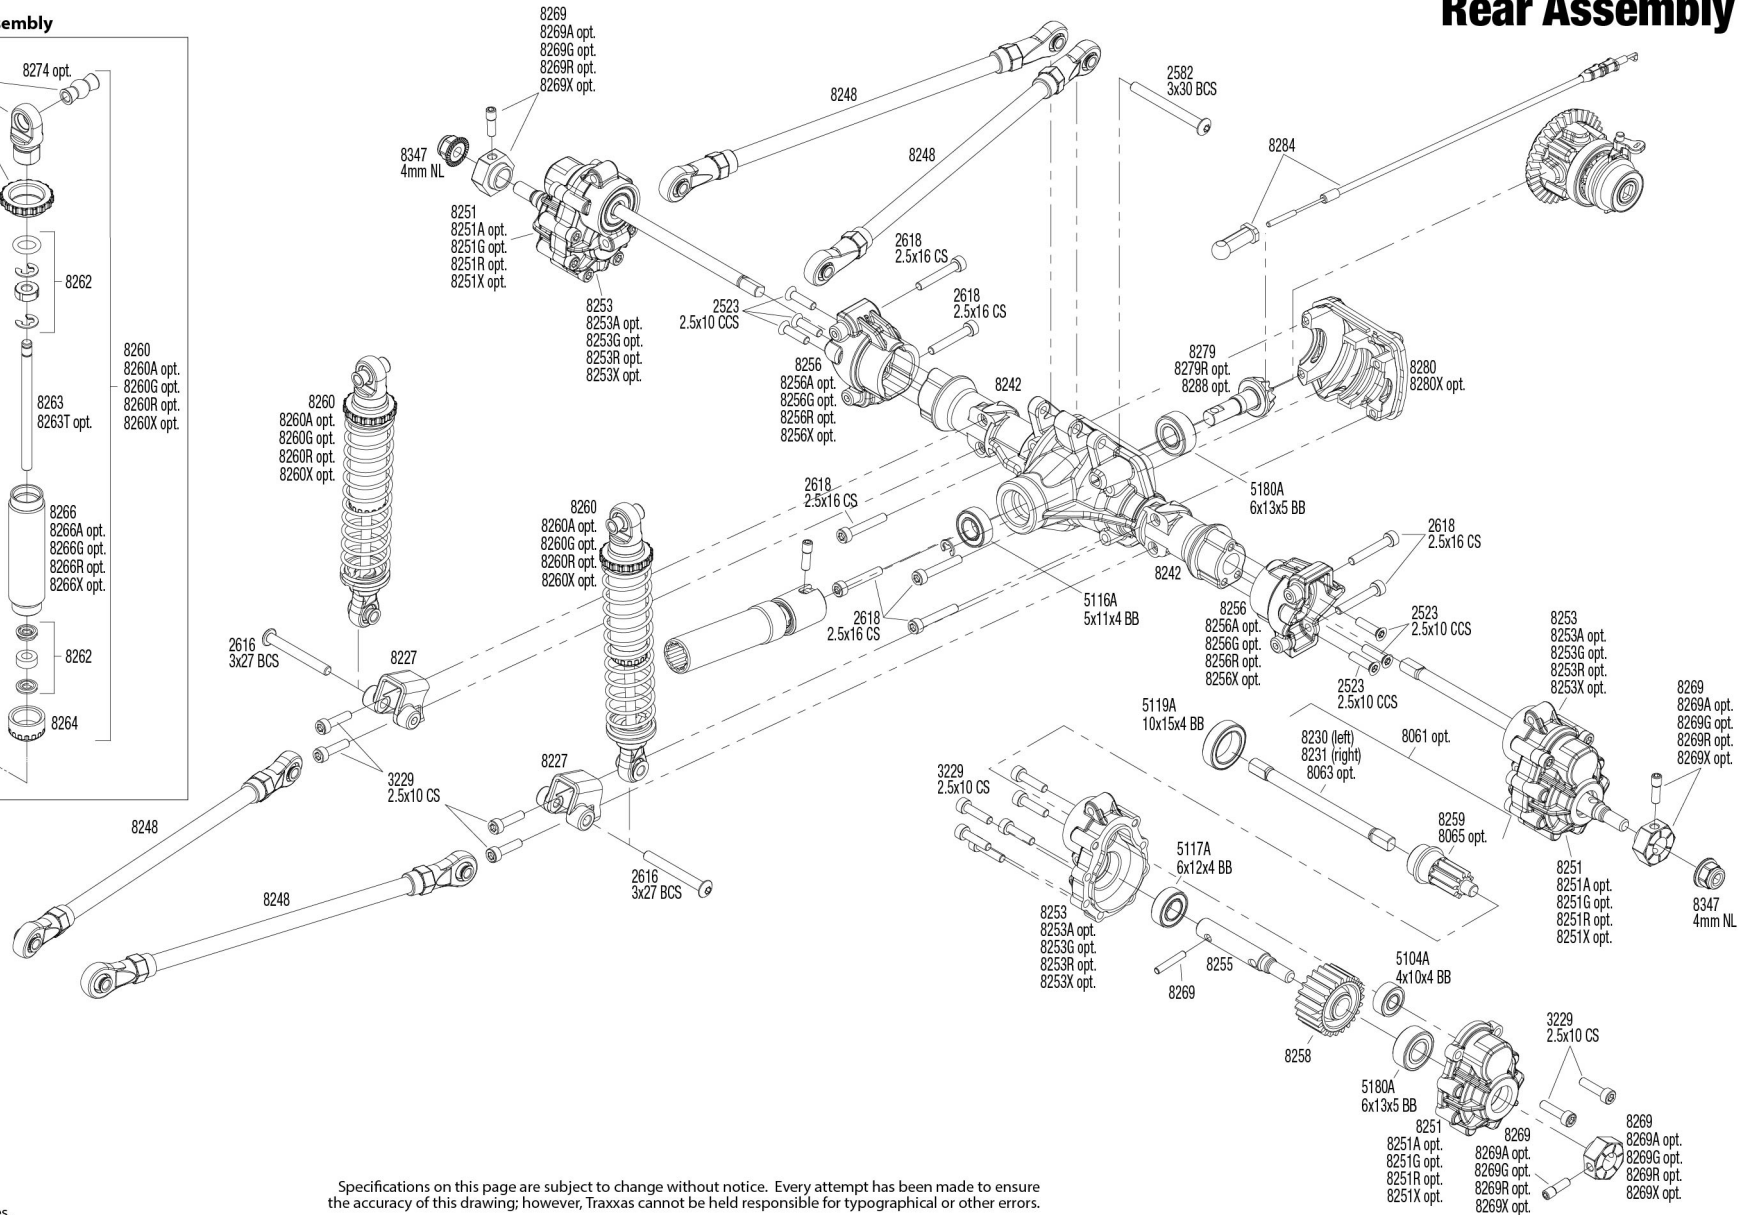 Rear Assembly
sembly
8274 opt.
8262
8263
8263T opt.
8260
8260A opt.
8260G opt.
8260R opt.
8260X opt.
8266
8266A opt.
8266G opt.
8266R opt.
8266X opt.
8262
8264
8269
8269A opt.
8269G opt.
8269R opt.
8269X opt.
8347
4mm NL
8251
8251A opt.
8251G opt.
8251R opt.
8251X opt.
8253
8253A opt.
8253G opt.
8253R opt.
8253X opt.
8248
8248
2582
3x30 BCS
8284
2618
2.5x16 CS
2618
2.5x16 CS
2523
2.5x10 CCS
8256
8256A opt.
8256G opt.
8256R opt.
8256X opt.
8242
8279
8279R opt.
8288 opt.
8280
8280X opt.
8260
8260A opt.
8260G opt.
8260R opt.
8260X opt.
8260
8260A opt.
8260G opt.
8260R opt.
8260X opt.
2618
2.5x16 CS
5180A
6x13x5 BB
2618
2.5x16 CS
8242
5116A
5x11x4 BB
2618
2.5x16 CS
8256
8256A opt.
8256G opt.
8256R opt.
8256X opt.
2523
2.5x10 CCS
2523
2.5x10 CCS
8253
8253A opt.
8253G opt.
8253R opt.
8253X opt.
8269
8269A opt.
8269G opt.
8269R opt.
8269X opt.
2616
3x27 BCS
8227
3229
2.5x10 CS
8227
2616
3x27 BCS
8248
8248
5119A
10x15x4 BB
8230 (left)
8231 (right)
8063 opt.
8061 opt.
8259
8065 opt.
3229
2.5x10 CS
5117A
6x12x4 BB
8253
8253A opt.
8253G opt.
8253R opt.
8253X opt.
8255
8269
8258
5104A
4x10x4 BB
5180A
6x13x5 BB
8251
8251A opt.
8251G opt.
8251R opt.
8251X opt.
8347
4mm NL
3229
2.5x10 CS
8251
8251A opt.
8251G opt.
8251R opt.
8251X opt.
8269
8269A opt.
8269G opt.
8269R opt.
8269X opt.
8269
8269A opt.
8269G opt.
8269R opt.
8269X opt.
Specifications on this page are subject to change without notice. Every attempt has been made to ensure
the accuracy of this drawing; however, Traxxas cannot be held responsible for typographical or other errors.